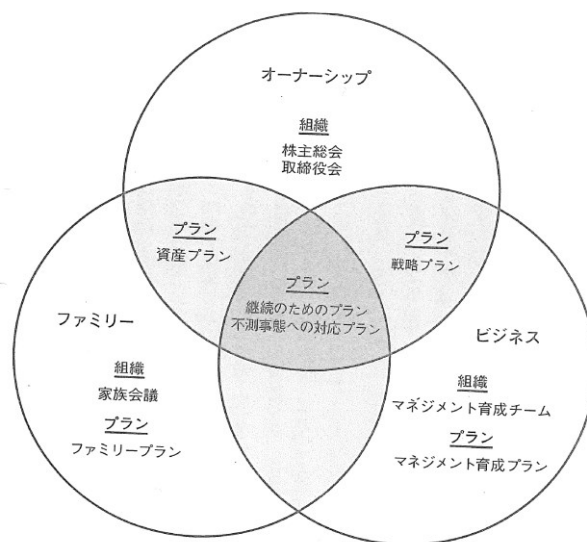 オーナーシップ
組織
株主総会
取締役会
プラン
資産プラン
プラン
戦略プラン
プラン
継続のためのプラン
不測事態への対応プラン
ファミリー
組織
家族会議
プラン
ファミリープラン
ビジネス
組織
マネジメント育成チーム
プラン
マネジメント育成プラン